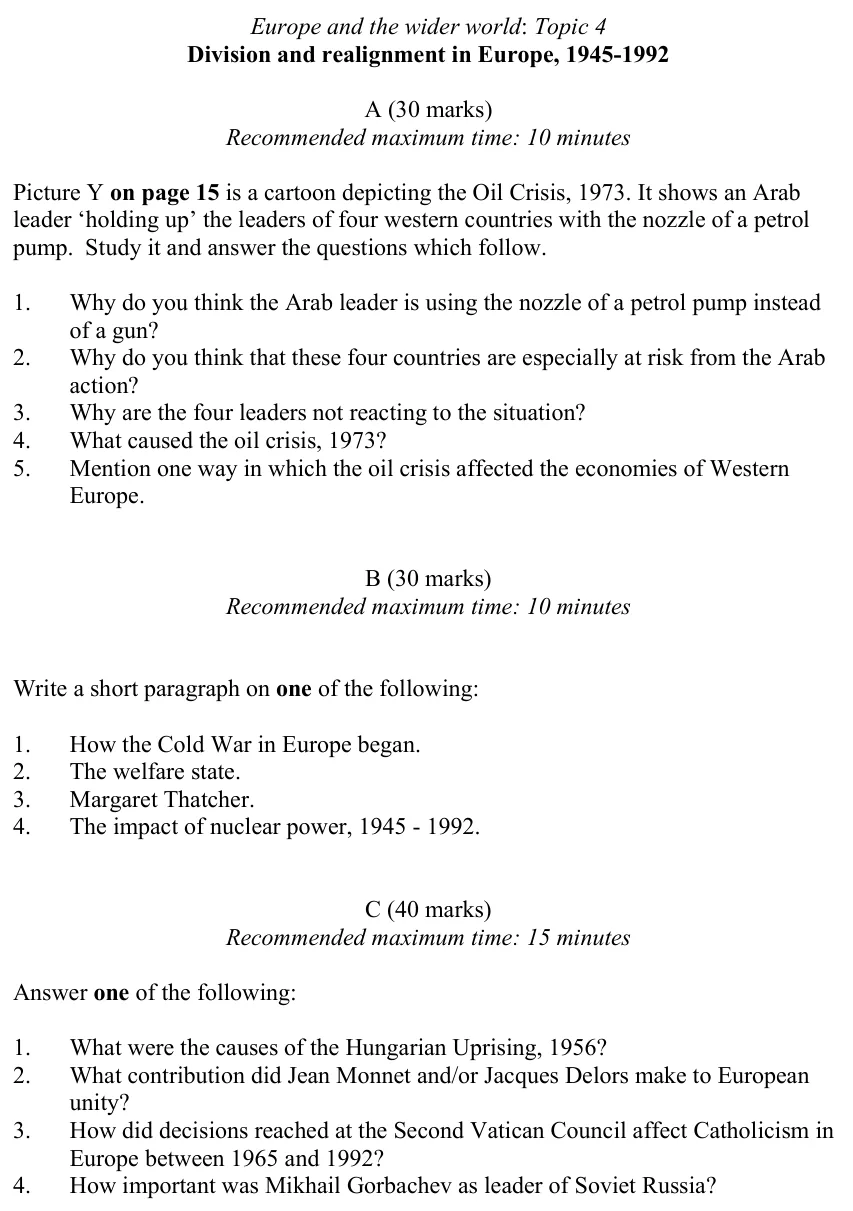 Europe and the wider world: Topic 4
Division and realignment in Europe, 1945-1992
A (30 marks)
Recommended maximum time: 10 minutes
Picture Y on page 15 is a cartoon depicting the Oil Crisis, 1973. It shows an Arab
leader ‘holding up’ the leaders of four western countries with the nozzle of a petrol
pump.  Study it and answer the questions which follow.
1. Why do you think the Arab leader is using the nozzle of a petrol pump instead
of a gun?
2. Why do you think that these four countries are especially at risk from the Arab
action?
3. Why are the four leaders not reacting to the situation?
4. What caused the oil crisis, 1973?
5. Mention one way in which the oil crisis affected the economies of Western
Europe.
B (30 marks)
Recommended maximum time: 10 minutes
Write a short paragraph on one of the following:
1. How the Cold War in Europe began.
2. The welfare state.
3. Margaret Thatcher.
4. The impact of nuclear power, 1945 - 1992.
C (40 marks)
Recommended maximum time: 15 minutes
Answer one of the following:
1. What were the causes of the Hungarian Uprising, 1956?
2. What contribution did Jean Monnet and/or Jacques Delors make to European
unity?
3. How did decisions reached at the Second Vatican Council affect Catholicism in
Europe between 1965 and 1992?
4. How important was Mikhail Gorbachev as leader of Soviet Russia?